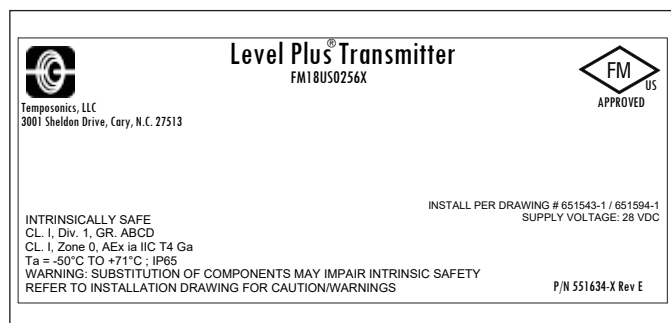 Level Plus® Transmitter
FM18US0256X
FM
US
APPROVED
Temposonics, LLC
3001 Sheldon Drive, Cary, N.C. 27513
INSTALL PER DRAWING # 651543-1 / 651594-1
SUPPLY VOLTAGE: 28 VDC
INTRINSICALLY SAFE
CL. I, Div. 1, GR. ABCD
CL. I, Zone 0, AEx ia IIC T4 Ga
Ta = -50°C TO +71°C ; IP65
WARNING: SUBSTITUTION OF COMPONENTS MAY IMPAIR INTRINSIC SAFETY
REFER TO INSTALLATION DRAWING FOR CAUTION/WARNINGS
P/N 551634-X Rev E